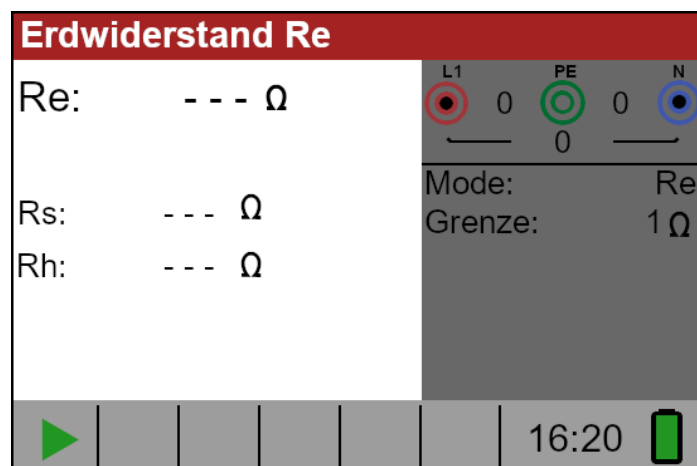 Erdwiderstand Re
Re: --- Ω
Rs: --- Ω
Rh: --- Ω
L1 PE N
0 0
0
Mode: Re
Grenze: 1 Ω
16:20